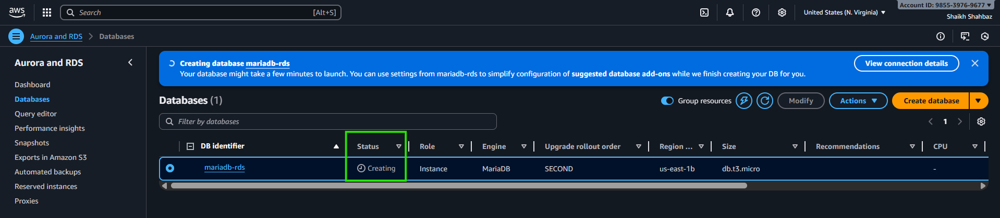 aws
Search
[Alt+S]
United States (N. Virginia)
Account ID: 9855-3976-9677
Shaikh Shahbaz
Aurora and RDS
Databases
Aurora and RDS
Dashboard
Databases
Query editor
Performance insights
Snapshots
Exports in Amazon S3
Automated backups
Reserved instances
Proxies
Creating database mariadb-rds
Your database might take a few minutes to launch. You can use settings from mariadb-rds to simplify configuration of suggested database add-ons while we finish creating your DB for you.
View connection details
Databases (1)
Group resources
Modify
Actions
Create database
Filter by databases
1
DB identifier Status Role Engine Upgrade rollout order Region ... Size Recommendations CPU
mariadb-rds Creating Instance MariaDB SECOND us-east-1b db.t3.micro -